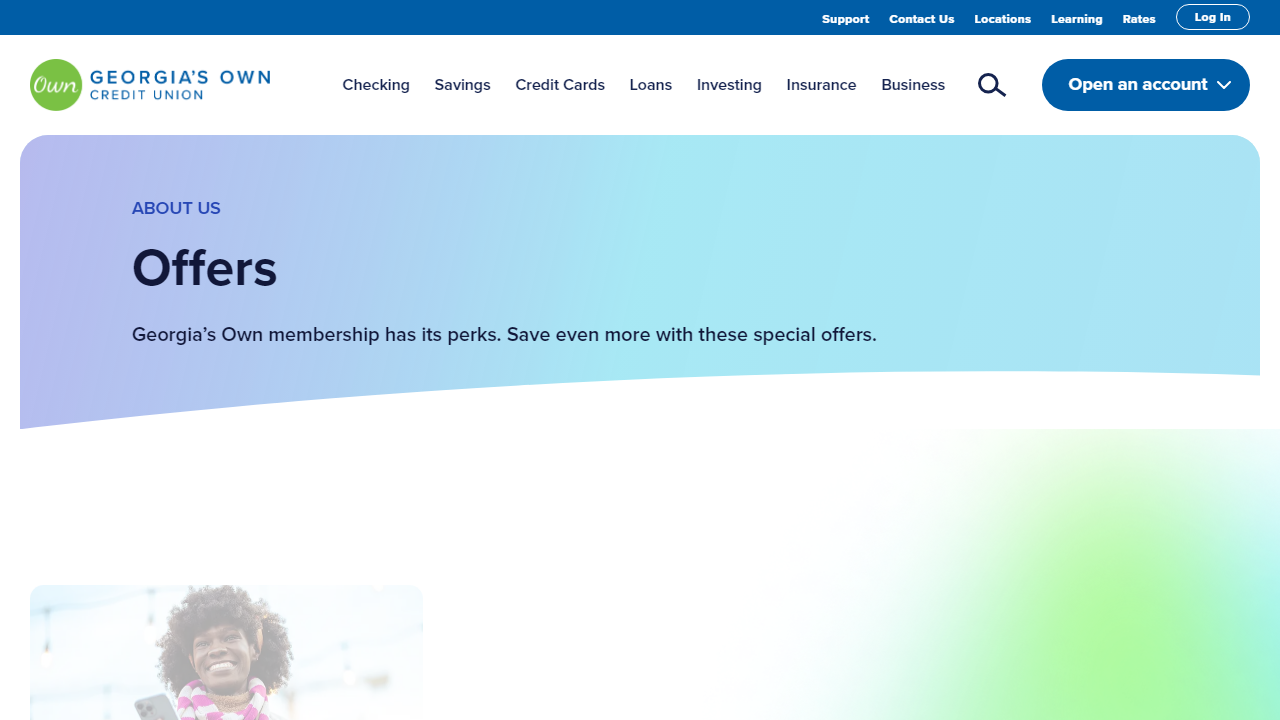 Support Contact Us Locations Learning Rates Log In
Own GEORGIA'S OWN
CREDIT UNION
Checking Savings Credit Cards Loans Investing Insurance Business Open an account
ABOUT US
Offers
Georgia’s Own membership has its perks. Save even more with these special offers.